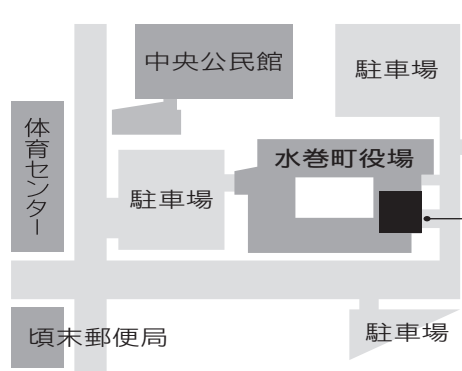 中央公民館
駐車場
体育センター
水巻町役場
駐車場
頃末郵便局
駐車場